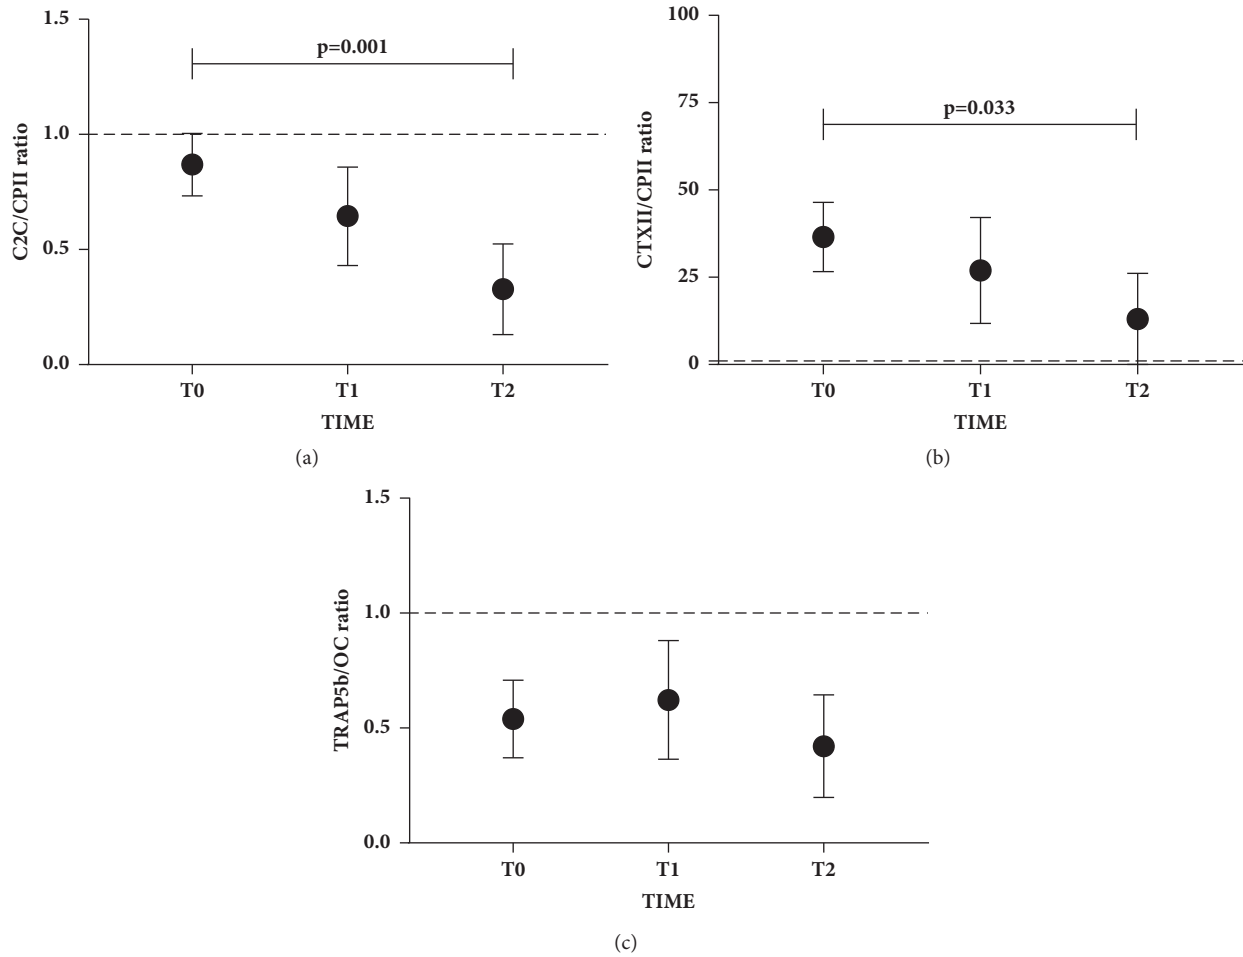 1.5
1.0
0.5
0.0
C2C/CPII ratio
p=0.001
T0 T1 T2
TIME
(a)
100
75
50
25
0
CTXII/CPII ratio
p=0.033
T0 T1 T2
TIME
(b)
1.5
1.0
0.5
0.0
TRAP5b/OC ratio
T0 T1 T2
TIME
(c)